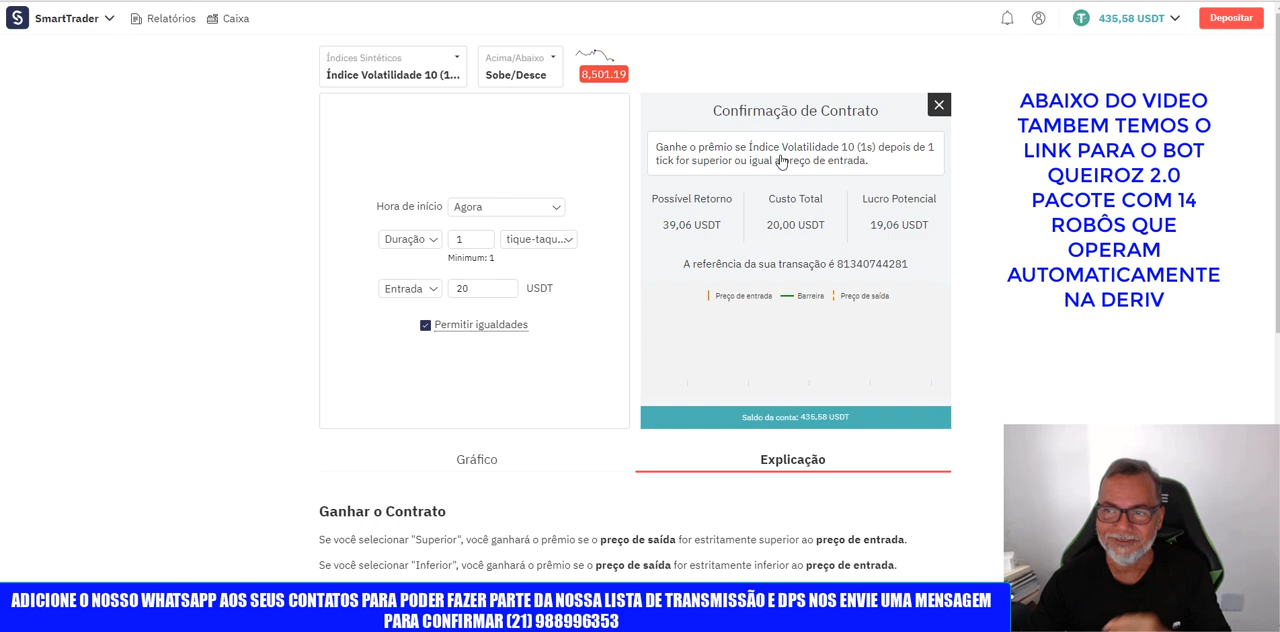 SmartTrader
Relatórios
Caixa
435,58 USDT
Depositar
Índices Sintéticos
Índice Volatilidade 10 (1...
Acima/Abaixo
Sobe/Desce
8,501.19
Hora de início
Agora
Duração
1
tique-taqu...
Minimum: 1
Entrada
20
USDT
Permitir igualdades
Confirmação de Contrato
Ganhe o prêmio se Índice Volatilidade 10 (1s) depois de 1
tick for superior ou igual a preço de entrada.
Possível Retorno
39,06 USDT
Custo Total
20,00 USDT
Lucro Potencial
19,06 USDT
A referência da sua transação é 81340744281
Preço de entrada
Barreira
Preço de saída
Saldo da conta: 435,58 USDT
Gráfico
Explicação
Ganhar o Contrato
Se você selecionar "Superior", você ganhará o prêmio se o preço de saída for estritamente superior ao preço de entrada.
Se você selecionar "Inferior", você ganhará o prêmio se o preço de saída for estritamente inferior ao preço de entrada.
ABAIXO DO VIDEO
TAMBEM TEMOS O
LINK PARA O BOT
QUEIROZ 2.0
PACOTE COM 14
ROBÔS QUE
OPERAM
AUTOMATICAMENTE
NA DERIV
ADICIONE O NOSSO WHATSAPP AOS SEUS CONTATOS PARA PODER FAZER PARTE DA NOSSA LISTA DE TRANSMISSÃO E DPS NOS ENVIE UMA MENSAGEM
PARA CONFIRMAR (21) 988996353